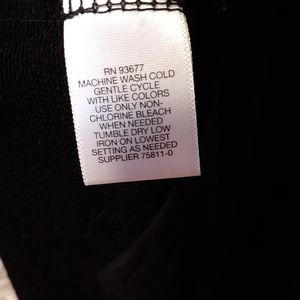 RN 93677
MACHINE WASH COLD
GENTLE CYCLE
WITH LIKE COLORS
USE ONLY NON-
CHLORINE BLEACH
WHEN NEEDED
TUMBLE DRY LOW
IRON ON LOWEST
SETTING AS NEEDED
SUPPLIER 75811-0